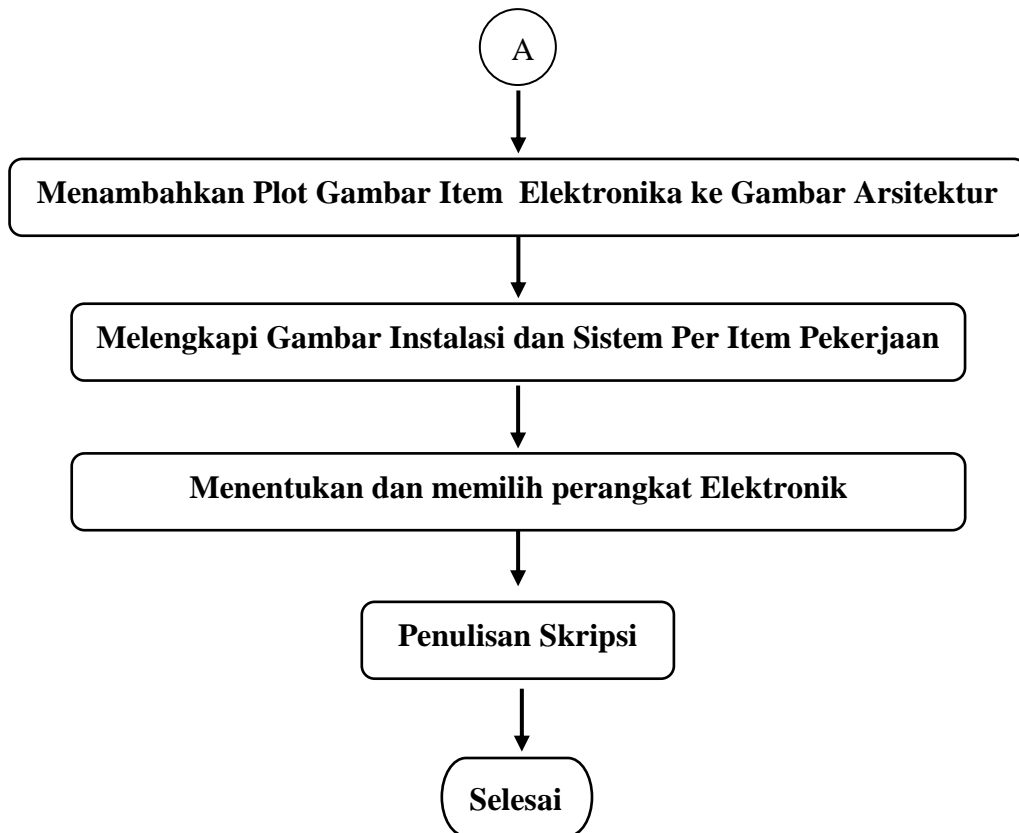 A
Menambahkan Plot Gambar Item Elektronika ke Gambar Arsitektur
Melengkapi Gambar Instalasi dan Sistem Per Item Pekerjaan
Menentukan dan memilih perangkat Elektronik
Penulisan Skripsi
Selesai